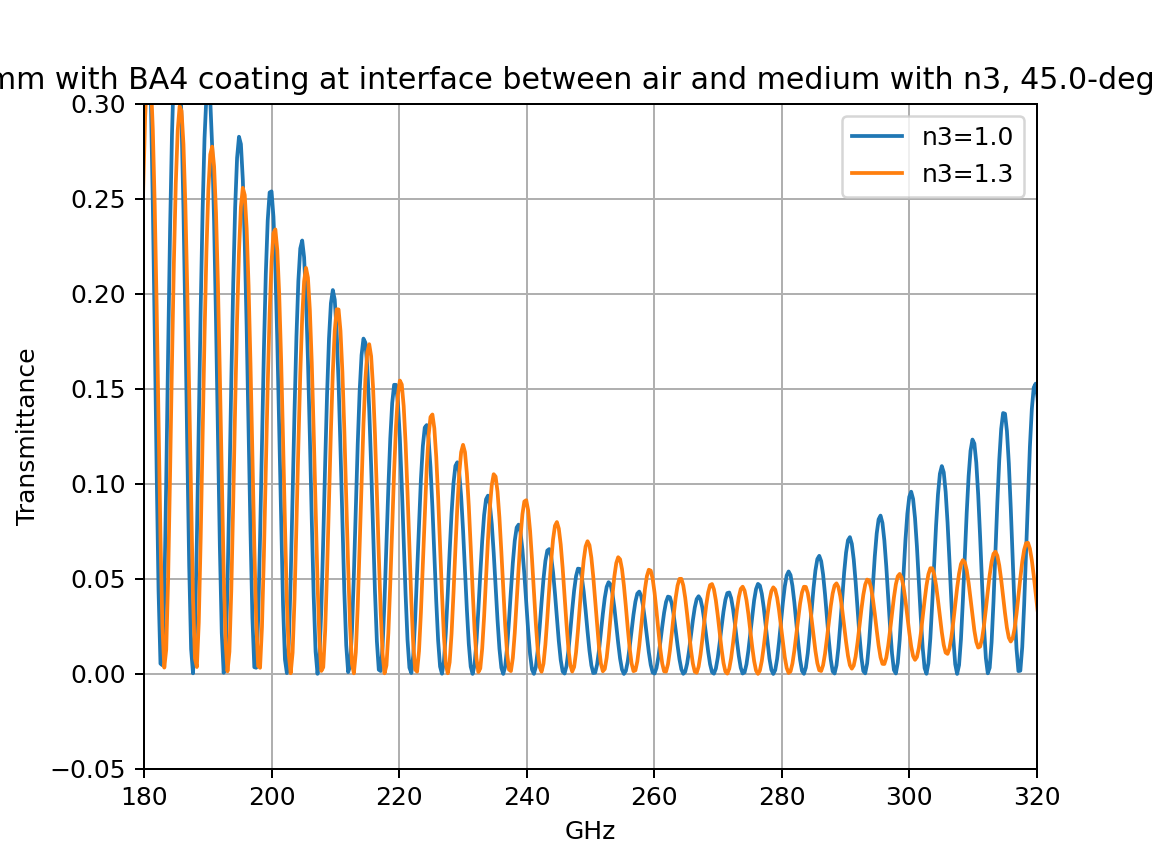 mm with BA4 coating at interface between air and medium with n3, 45.0-deg
0.30
0.25
0.20
0.15
0.10
0.05
0.00
−0.05
Transmittance
n3=1.0
n3=1.3
180 200 220 240 260 280 300 320
GHz